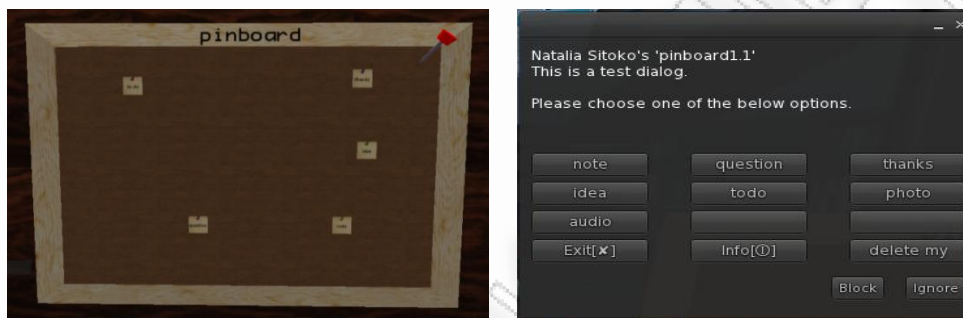 pinboard
Natalia Sitoko's 'pinboard1.1'
This is a test dialog.
Please choose one of the below options.
note question thanks
idea todo photo
audio
Exit[✘] Info[ⓘ] delete my
Block Ignore